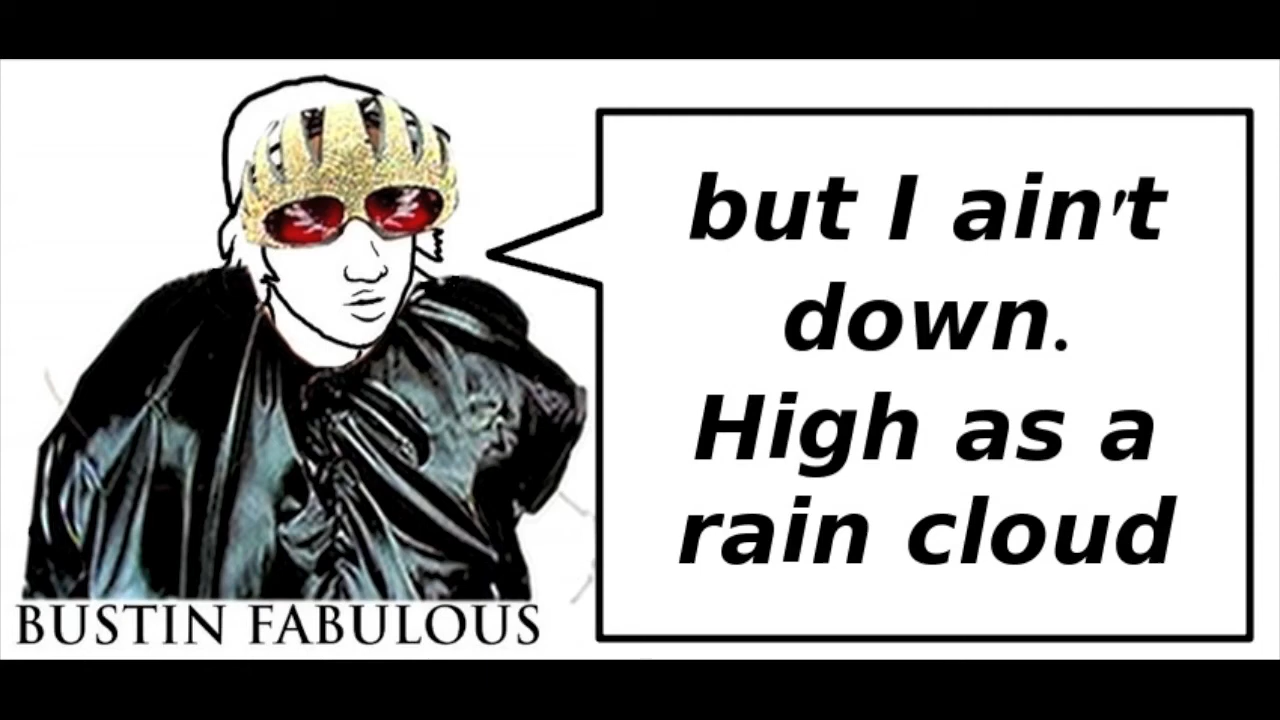 but I ain't
down.
High as a
rain cloud
BUSTIN FABULOUS